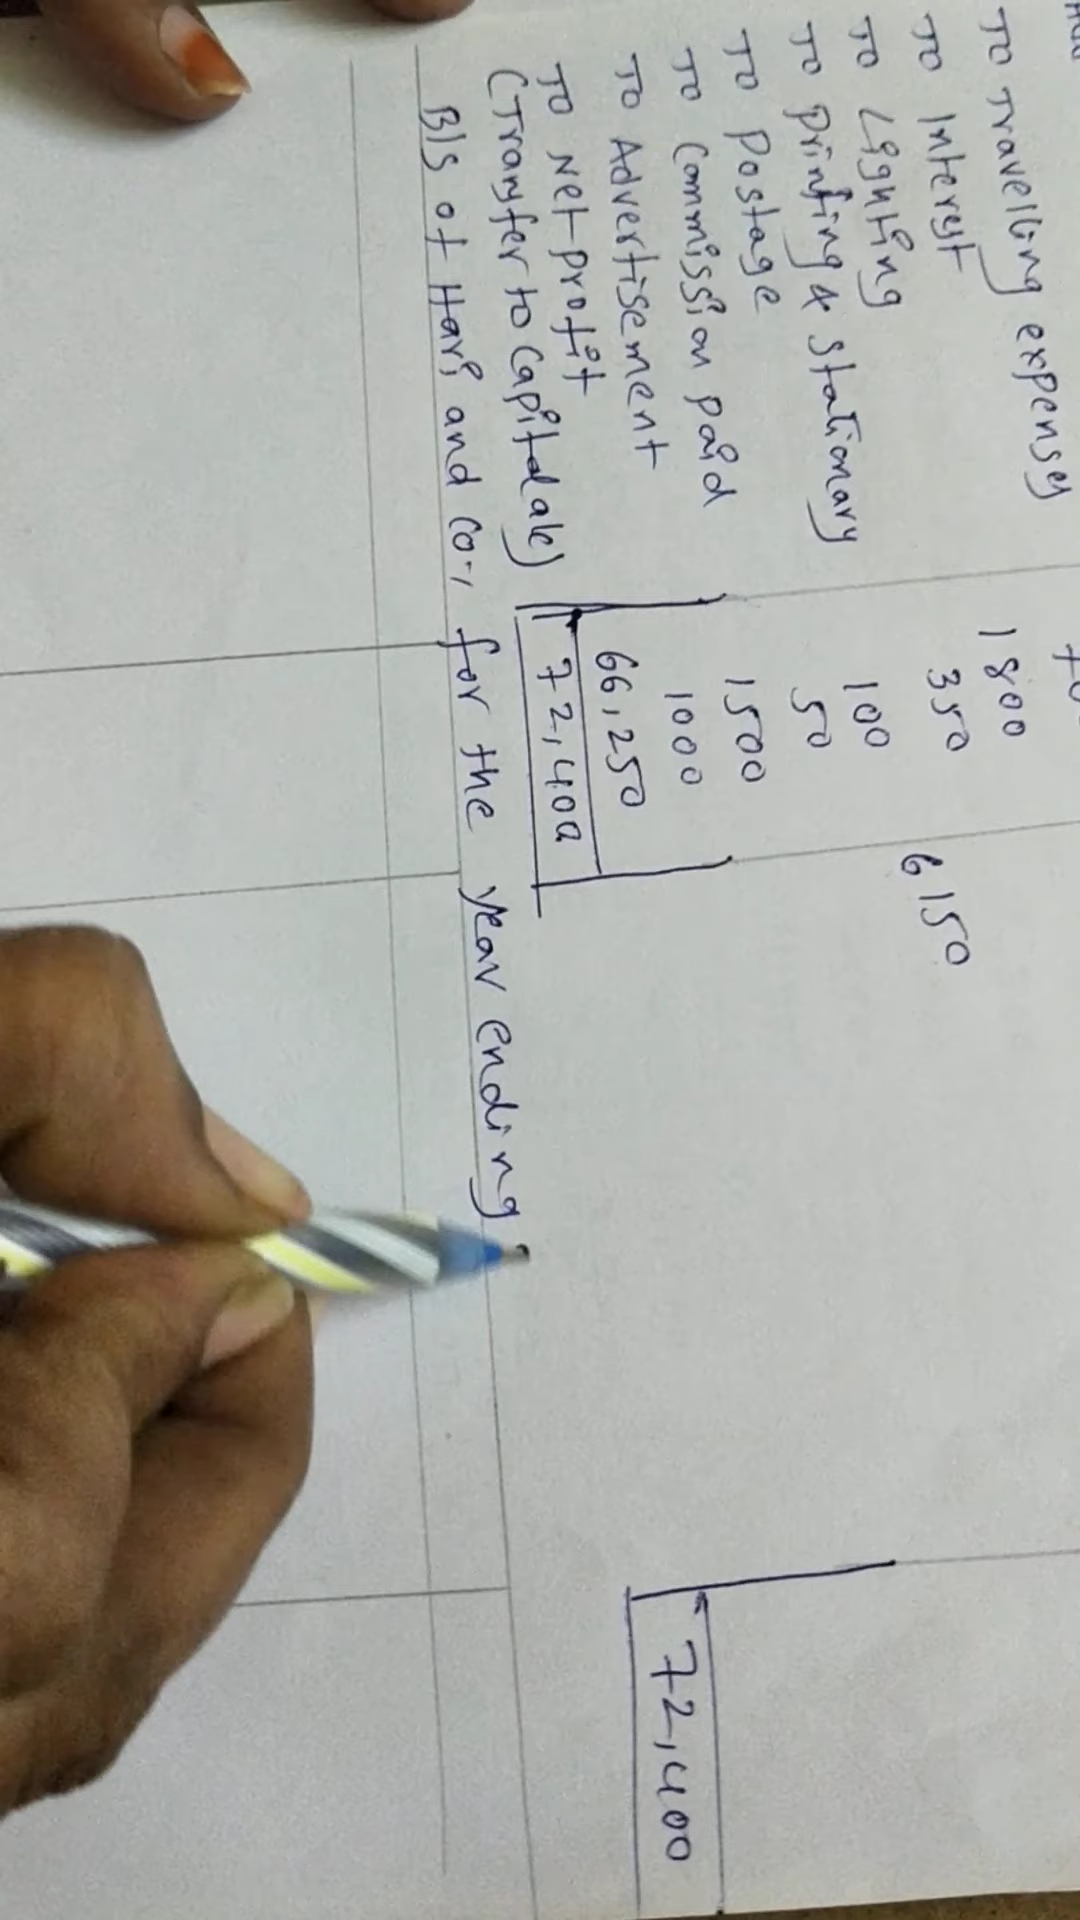 To Travelling expenses 1800
To Interest 350 6150
To Lighting 100
To printing & stationary 50
To Postage 1500
To Commission paid 1000
To Advertisement
To Net profit 66,250
(Tranfer to Capital alc) 72,400 72,400
B/s of Hari and Co., for the year ending